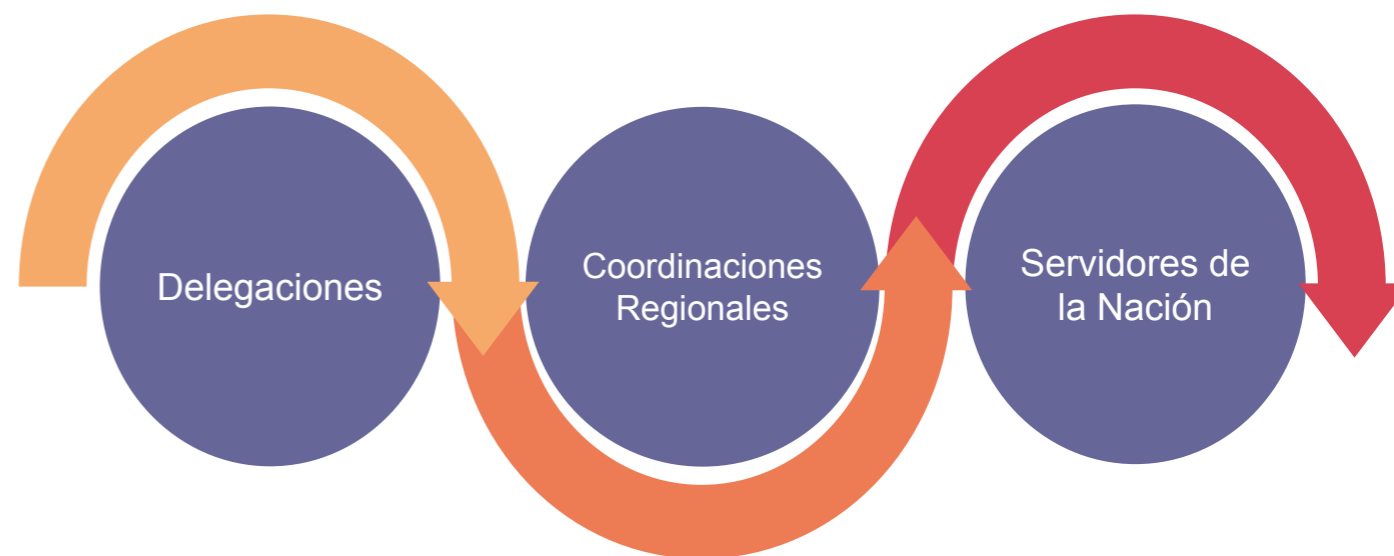 Delegaciones
Coordinaciones
Regionales
Servidores de
la Nación